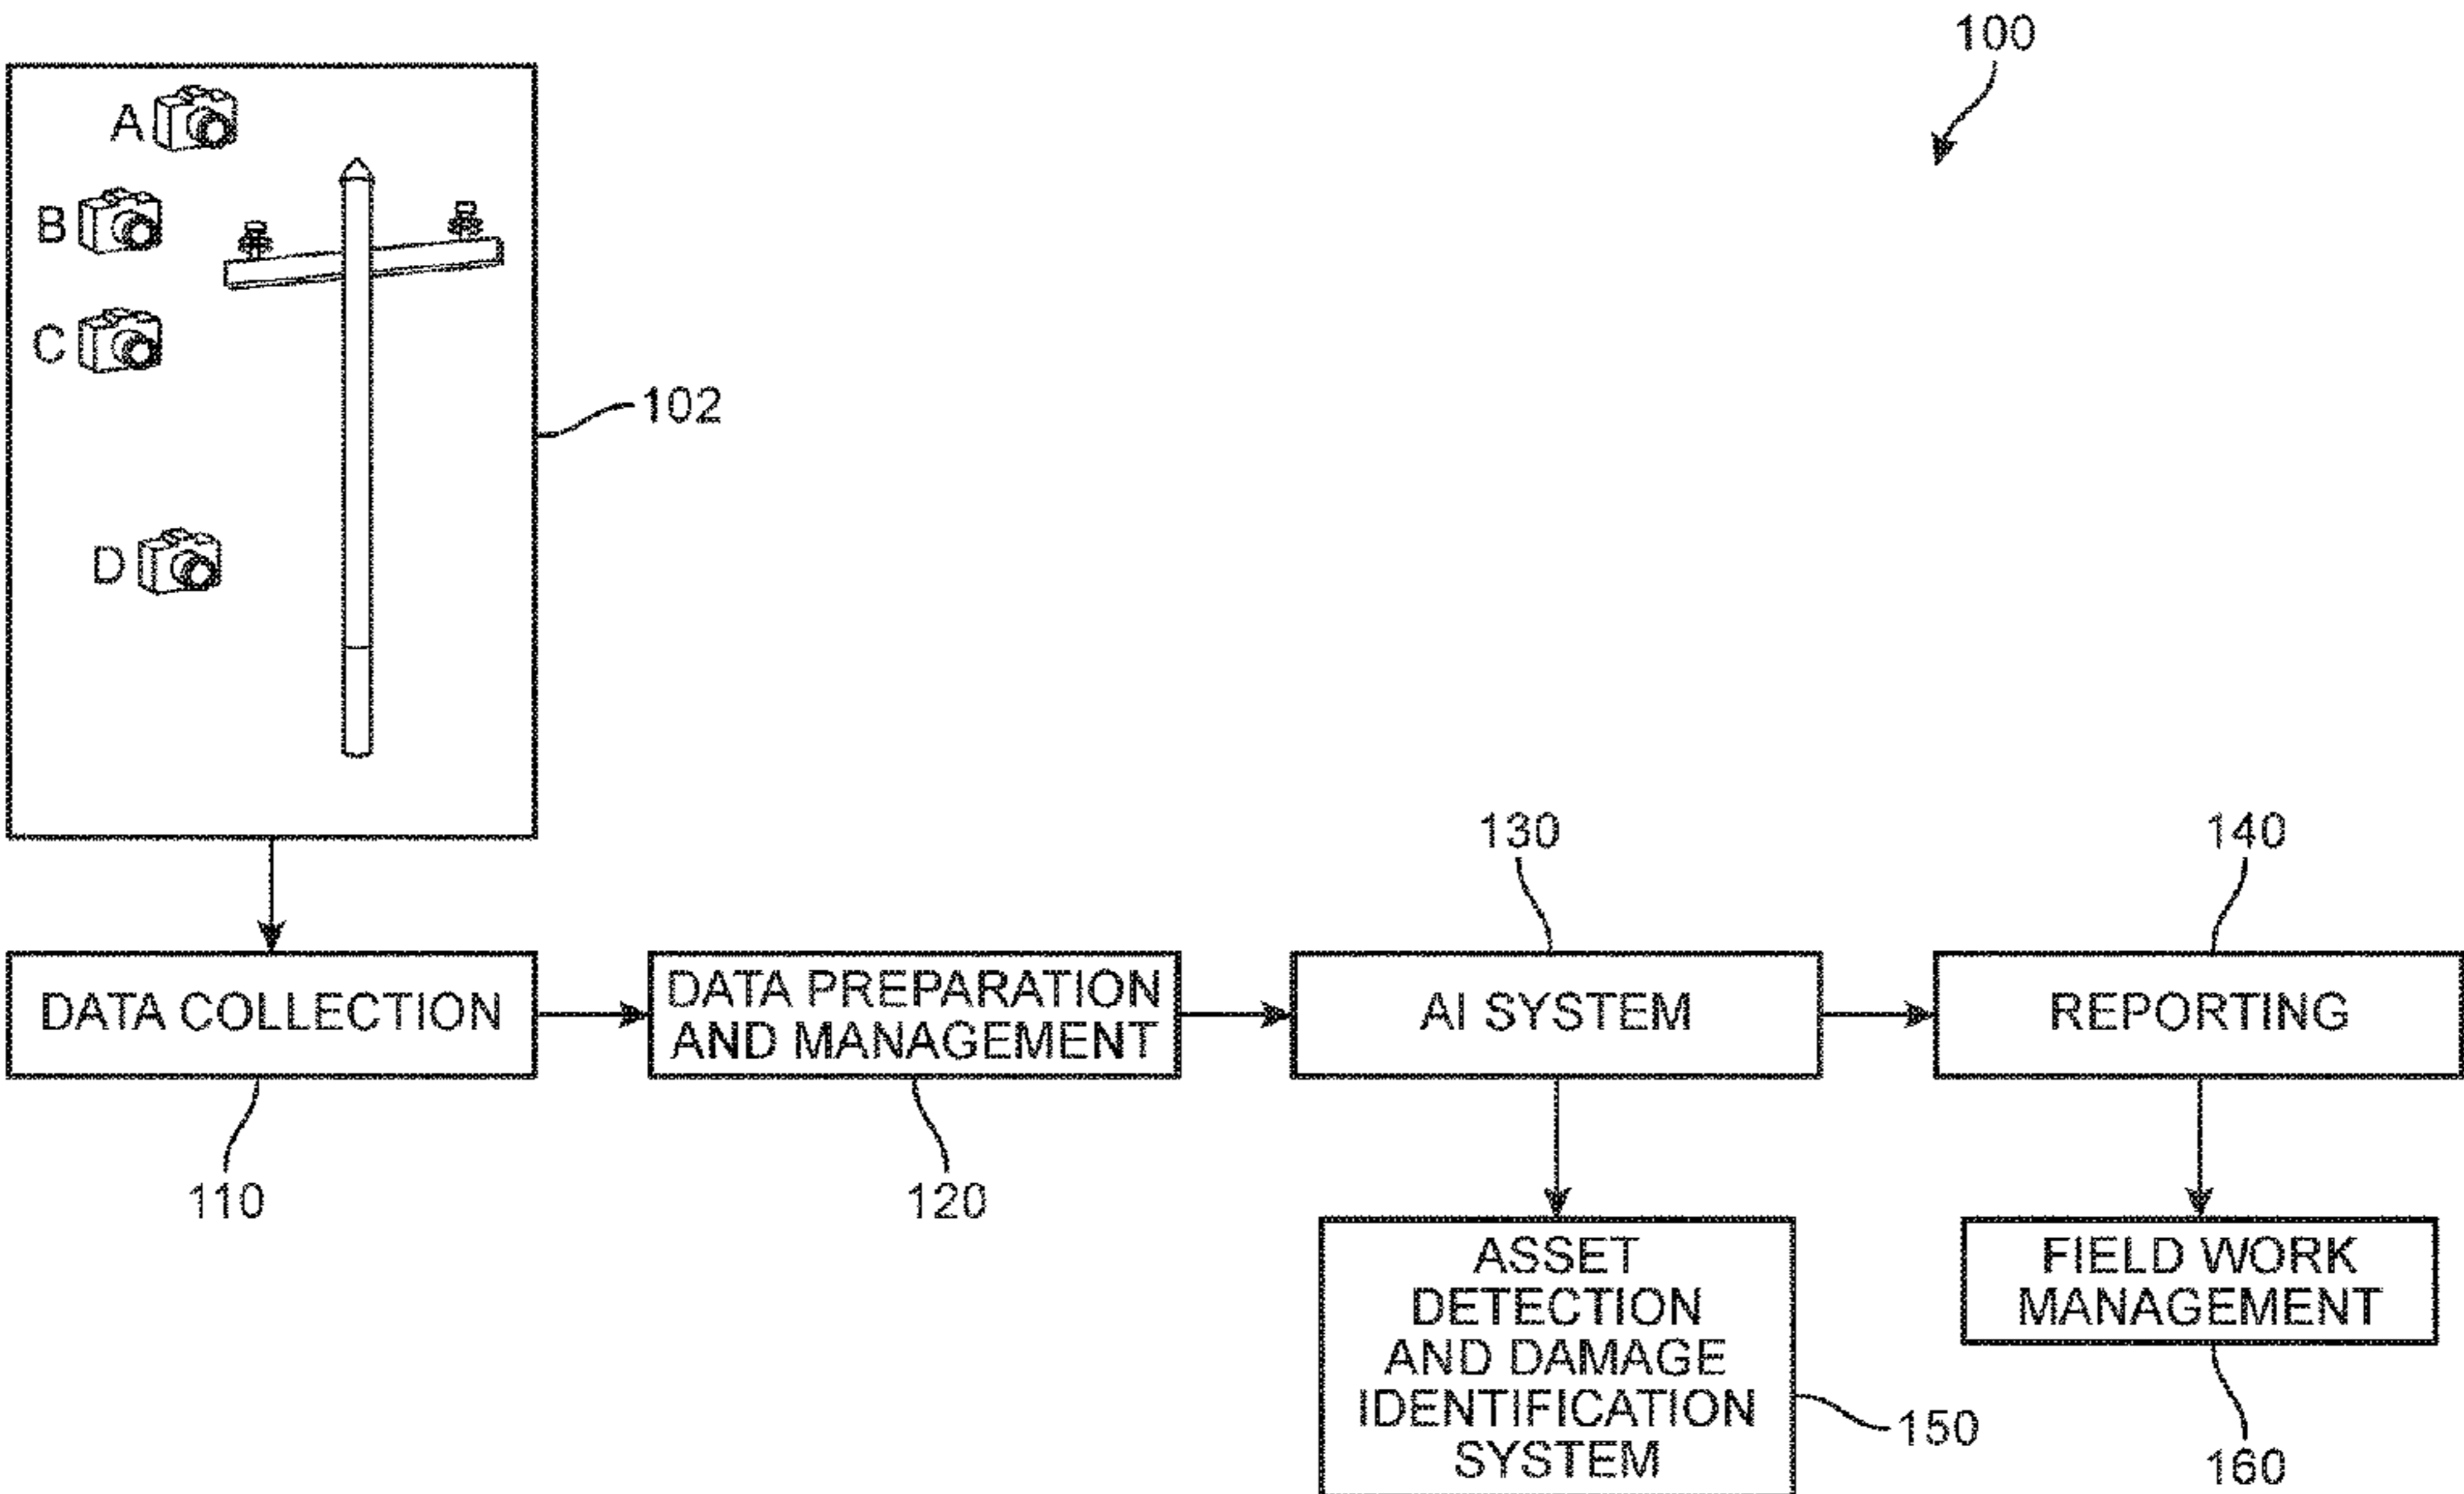 100
A
B
C
102
D
130
140
DATA COLLECTION
DATA PREPARATION
AND MANAGEMENT
AI SYSTEM
REPORTING
110
120
ASSET
DETECTION
AND DAMAGE
IDENTIFICATION
SYSTEM
150
FIELD WORK
MANAGEMENT
160